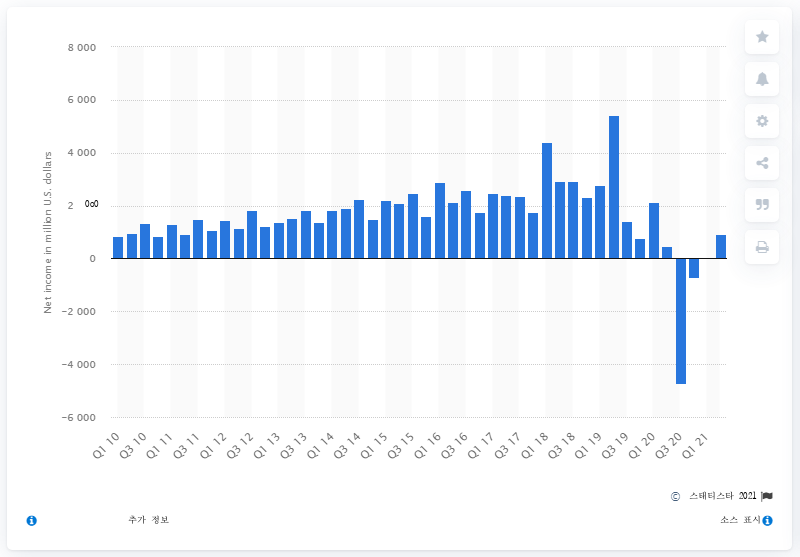 8 000
6 000
4 000
2 0c0
0
−2 000
−4 000
−6 000
Net income in million U.S. dollars
Q1 10
Q3 10
Q1 11
Q3 11
Q1 12
Q3 12
Q1 13
Q3 13
Q1 14
Q3 14
Q1 15
Q3 15
Q1 16
Q3 16
Q1 17
Q3 17
Q1 18
Q3 18
Q1 19
Q3 19
Q1 20
Q3 20
Q1 21
© 스태티스타 2021
추가 정보
소스 표시